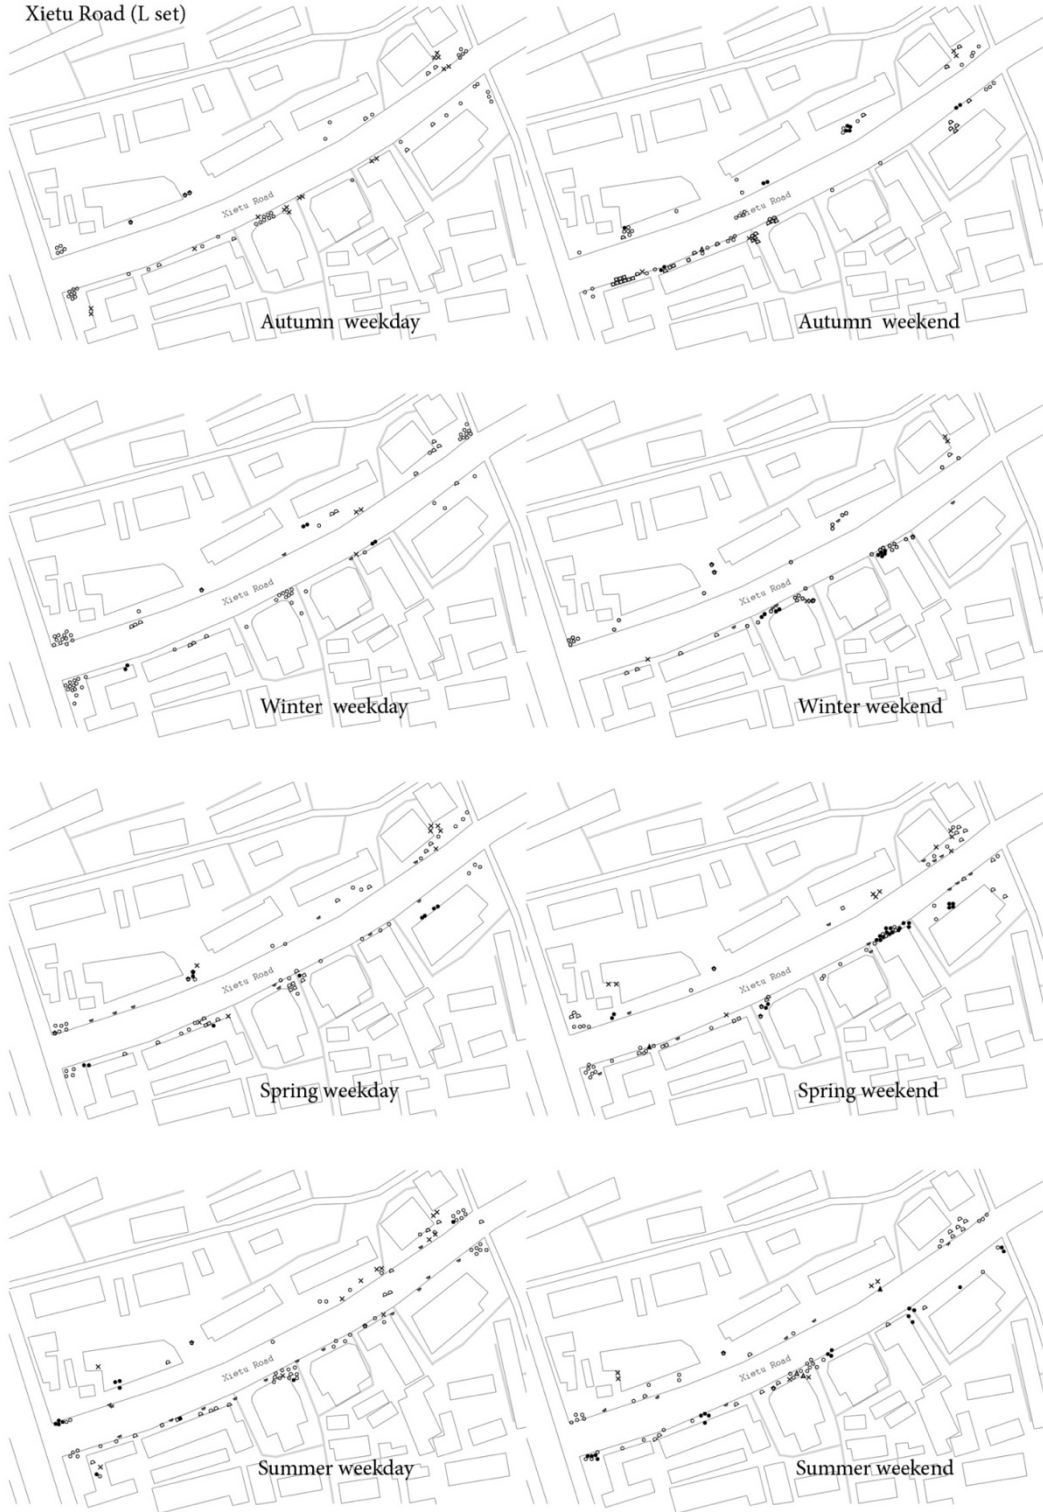 Xietu Road (L set)
Xietu Road
Xietu Road
Autumn weekday
Autumn weekend
Xietu Road
Xietu Road
Winter weekday
Winter weekend
Xietu Road
Xietu Road
Spring weekday
Spring weekend
Xietu Road
Xietu Road
Summer weekday
Summer weekend